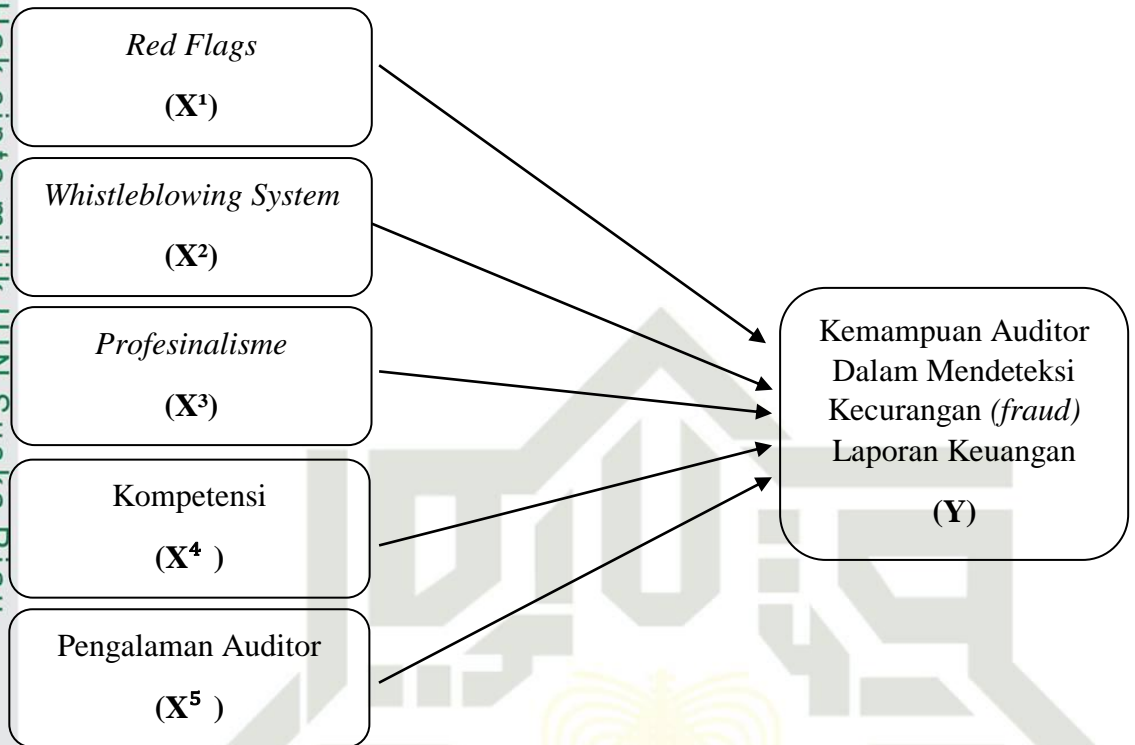 Red Flags
(X¹)
Whistleblowing System
(X²)
Profesinalisme
(X³)
Kompetensi
(X⁴ )
Pengalaman Auditor
(X⁵ )
Kemampuan Auditor
Dalam Mendeteksi
Kecurangan (fraud)
Laporan Keuangan
(Y)